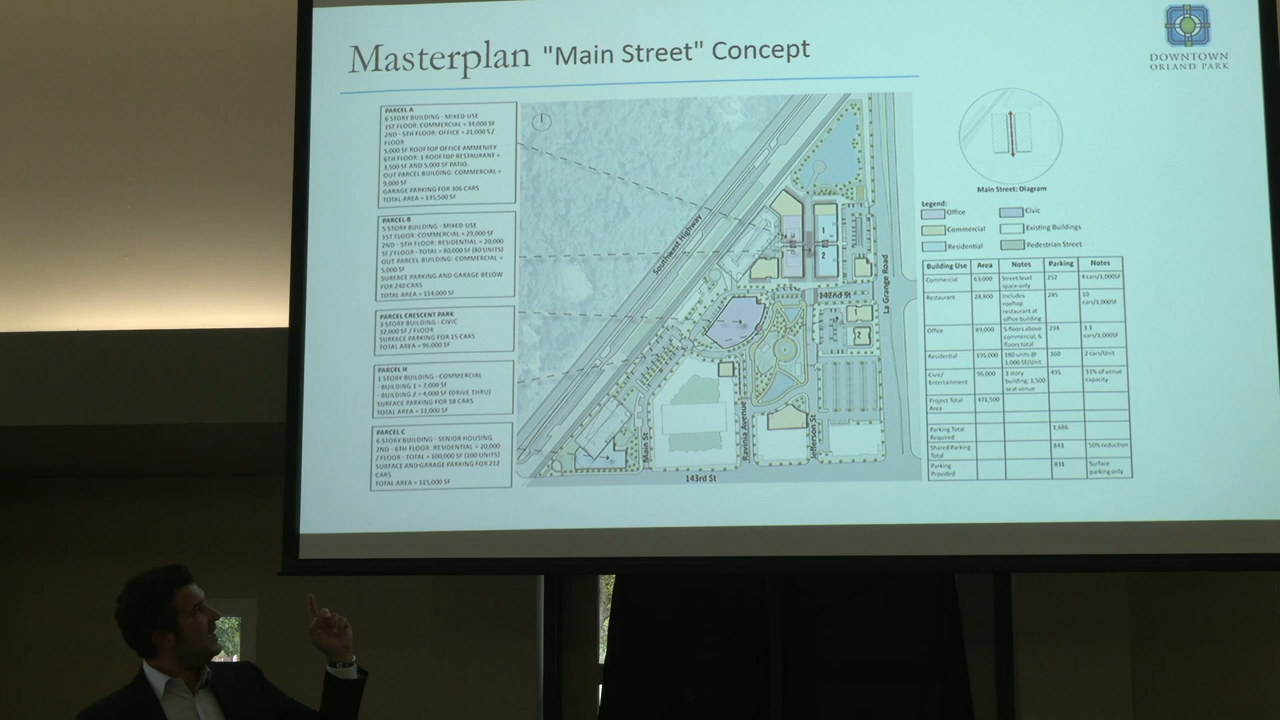 Masterplan "Main Street" Concept
DOWNTOWN
ORLAND PARK
PARCEL A
6 STORY BUILDING - MIXED USE
1ST FLOOR: COMMERCIAL = 34,000 SF
2ND - 5TH FLOOR: OFFICE = 21,000 S/
FLOOR
5,000 SF ROOFTOP OFFICE AMMENITY
6TH FLOOR: 1 ROOFTOP RESTAURANT =
3,500 SF AND 5,000 SF PATIO.
OUT PARCEL BUILDING: COMMERCIAL =
9,000 SF
GARAGE PARKING FOR 306 CARS
TOTAL AREA = 135,500 SF
PARCEL B
5 STORY BUILDING - MIXED USE
1ST FLOOR: COMMERCIAL = 29,000 SF
2ND - 5TH FLOOR: RESIDENTIAL = 20,000
SF / FLOOR - TOTAL = 80,000 SF (80 UNITS)
OUT PARCEL BUILDING: COMMERCIAL =
5,000 SF
SURFACE PARKING AND GARAGE BELOW
FOR 240 CARS
TOTAL AREA = 114,000 SF
PARCEL CRESCENT PARK
3 STORY BUILDING - CIVIC
32,000 SF / FLOOR
SURFACE PARKING FOR 15 CARS
TOTAL AREA = 96,000 SF
PARCEL H
1 STORY BUILDING - COMMERCIAL
- BUILDING 1 = 7,000 SF
- BUILDING 2 = 4,000 SF (DRIVE THRU)
SURFACE PARKING FOR 58 CARS
TOTAL AREA = 11,000 SF
PARCEL C
6 STORY BUILDING - SENIOR HOUSING
2ND - 6TH FLOOR: RESIDENTIAL = 20,000
/ FLOOR - TOTAL = 100,000 SF (100 UNITS)
SURFACE AND GARAGE PARKING FOR 212
CARS
TOTAL AREA = 115,000 SF
Southwest Highway
1
2
142nd St
La Grange Road
2
Main St
Ravinia Avenue
Jefferson St
143rd St
Main Street: Diagram
Legend:
Office Civic
Commercial Existing Buildings
Residential Pedestrian Street
Building Use Area Notes Parking Notes
Commercial 63,000 Street level space only 252 4 cars/1,000SF
Restaurant 28,800 Includes rooftop restaurant at office building 285 10 cars/1,000SF
Office 5 floors above commercial, 6 floors total 3.3 cars/1,000SF
Residential 180 units @ 1,000 SF/Unit 360 2 cars/Unit
Civic/ Entertainment 96,000 3 story building; 1,500 seat venue 495 33% of venue capacity
Project Total Area 471,500
Parking Total Required 1,686
Shared Parking Total 843 50% reduction
Parking Provided 831 Surface parking only